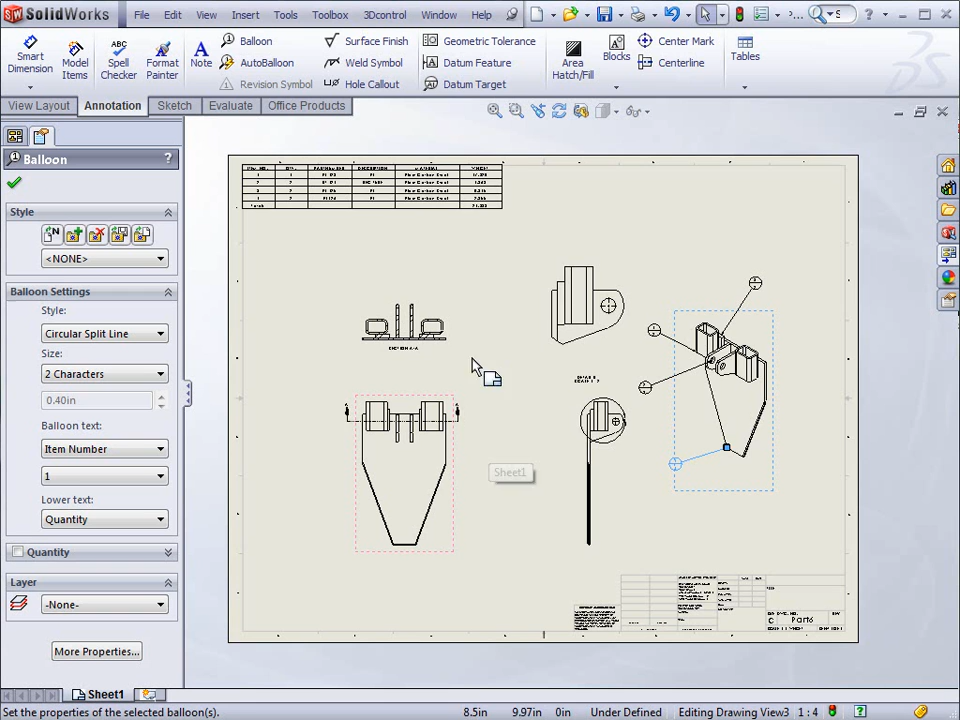 SolidWorks File Edit View Insert Tools Toolbox 3Dcontrol Window Help
Smart Dimension
Model Items
Spell Checker
Format Painter
Note
Balloon
AutoBalloon
Revision Symbol
Surface Finish
Weld Symbol
Hole Callout
Geometric Tolerance
Datum Feature
Datum Target
Area Hatch/Fill
Blocks
Center Mark
Centerline
Tables
View Layout Annotation Sketch Evaluate Office Products
Balloon ?
Style
<NONE>
Balloon Settings
Style:
Circular Split Line
Size:
2 Characters
0.40in
Balloon text:
Item Number
1
Lower text:
Quantity
Quantity
Layer
-None-
More Properties...
Sheet1
Part6
Sheet1
Set the properties of the selected balloon(s). 8.5in 9.97in 0in Under Defined Editing Drawing View3 1 : 4